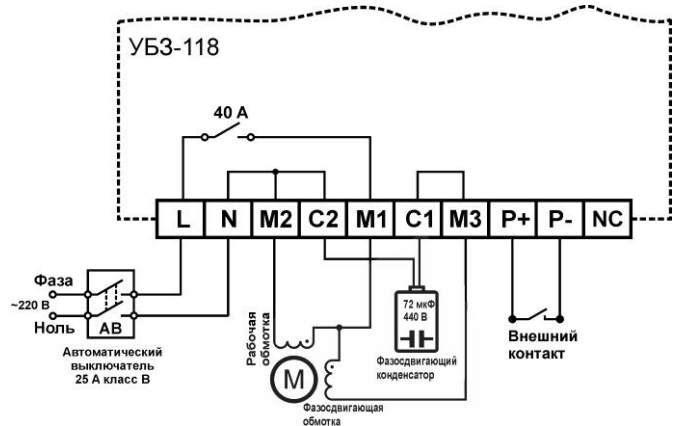 УБЗ-118
40 А
L N M2 C2 M1 C1 M3 P+ P- NC
Фаза
~220 В
Ноль
АВ
Автоматический
выключатель
25 А класс В
Рабочая
обмотка
М
Фазосдвигающая
обмотка
72 мкФ
440 В
Фазосдвигающий
конденсатор
Внешний
контакт